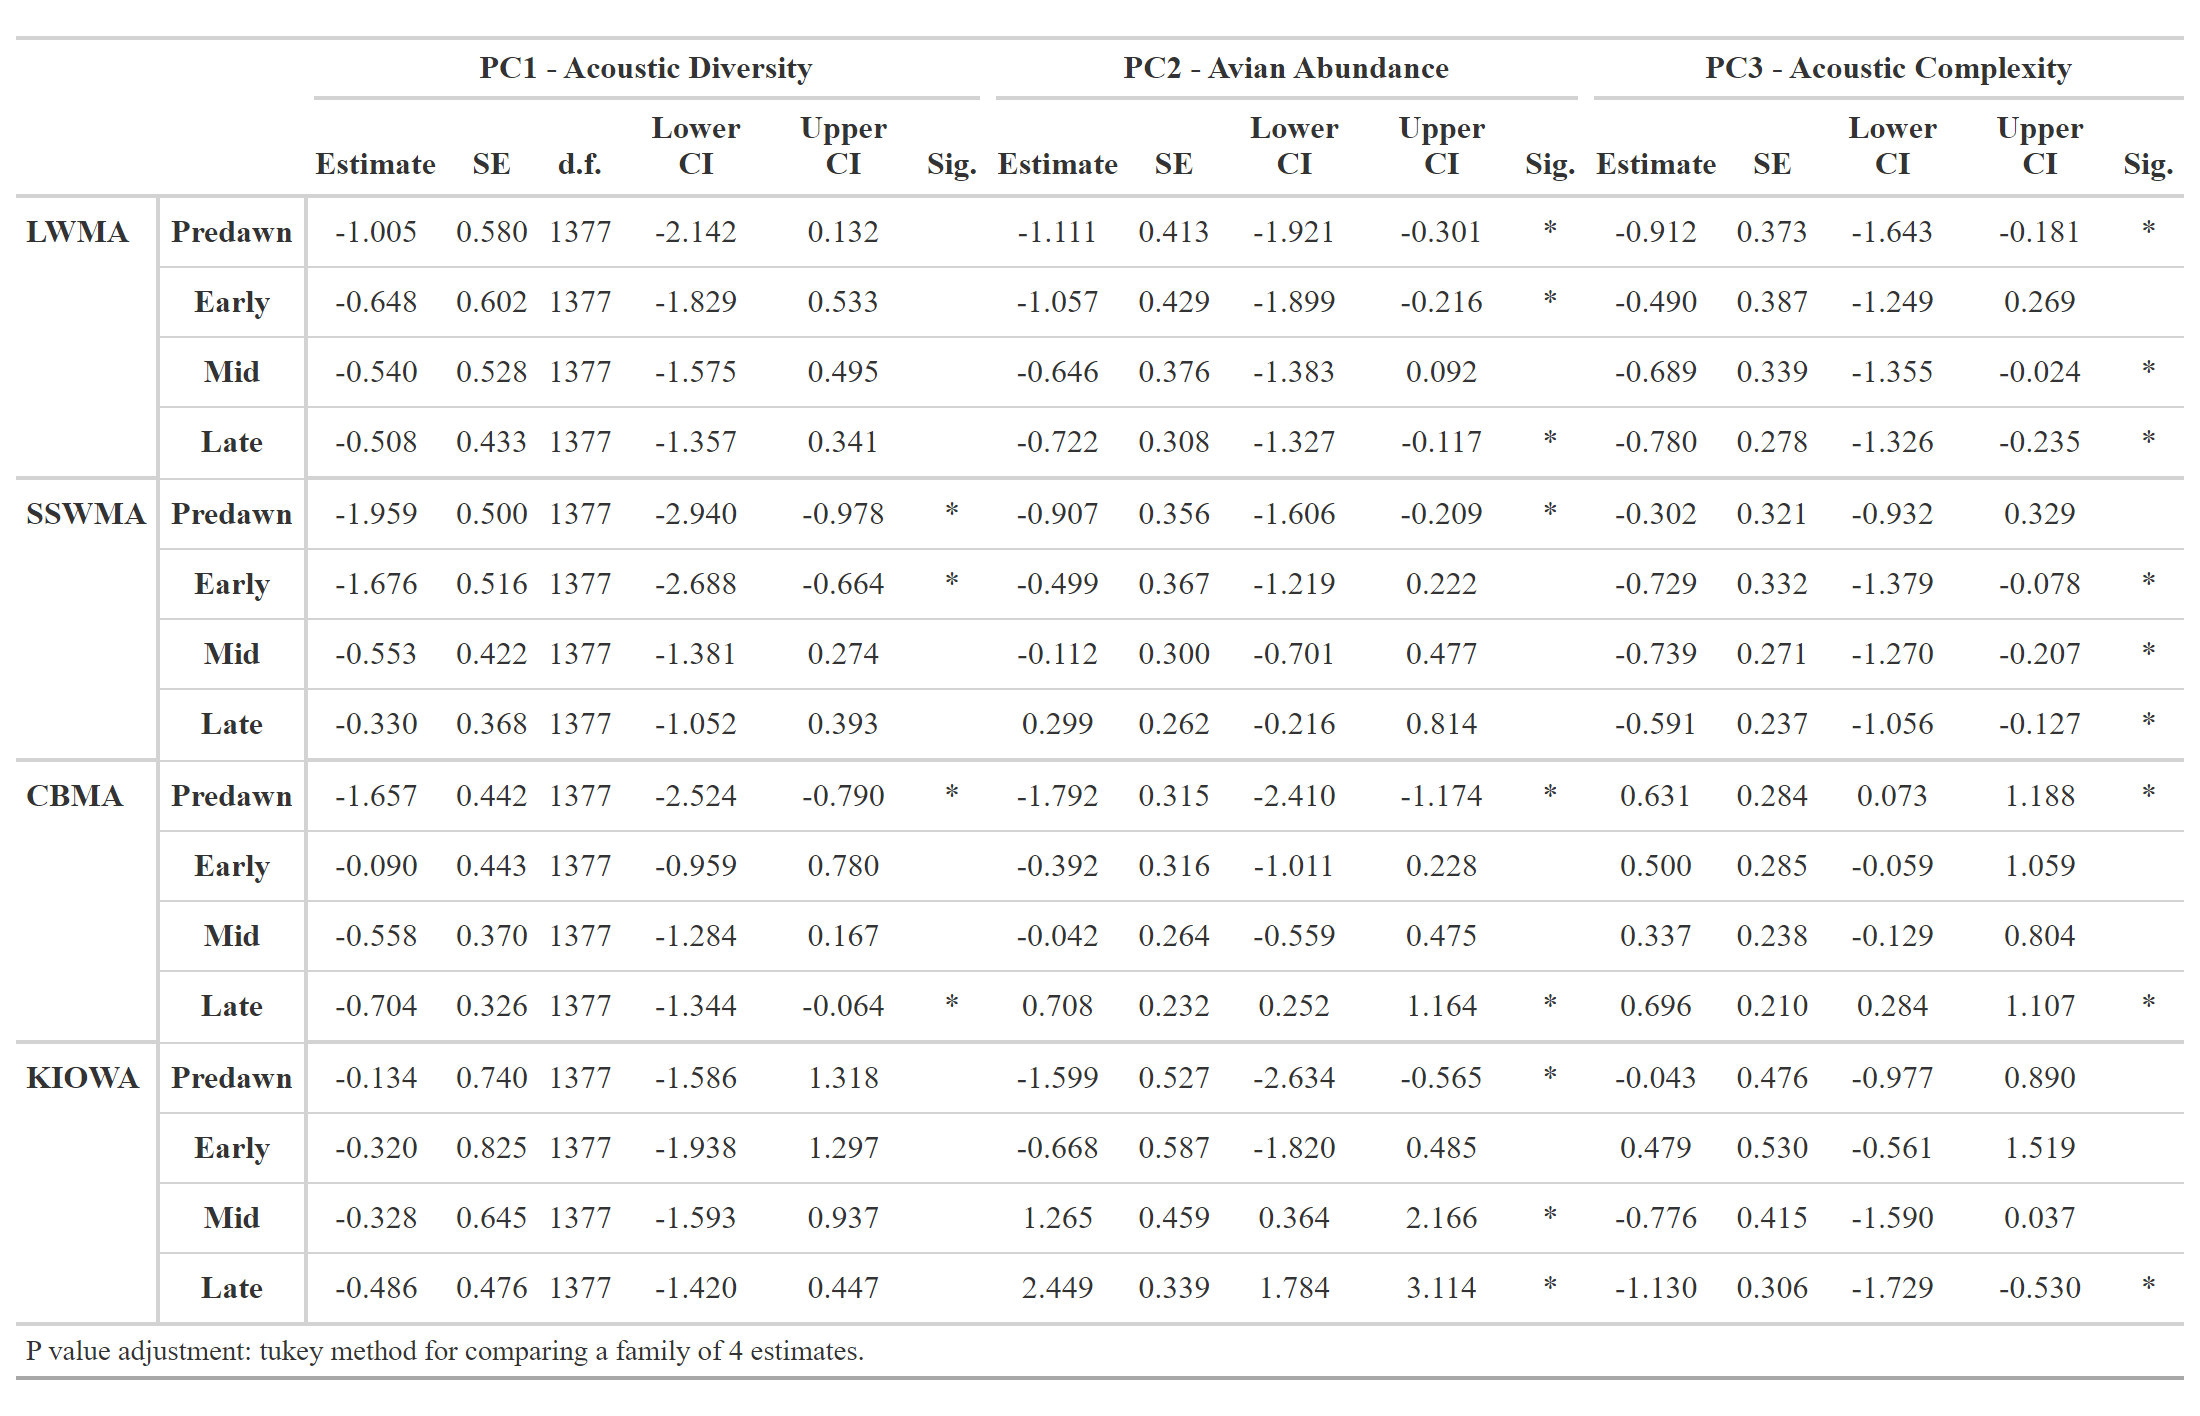 PC1 - Acoustic Diversity PC2 - Avian Abundance PC3 - Acoustic Complexity
Estimate SE d.f. Lower CI Upper CI Sig. Estimate SE Lower CI Upper CI Sig. Estimate SE Lower CI Upper CI Sig.
LWMA Predawn -1.005 0.580 1377 -2.142 0.132 -1.111 0.413 -1.921 -0.301 * -0.912 0.373 -1.643 -0.181 *
Early -0.648 0.602 1377 -1.829 0.533 -1.057 0.429 -1.899 -0.216 * -0.490 0.387 -1.249 0.269
Mid -0.540 0.528 1377 -1.575 0.495 -0.646 0.376 -1.383 0.092 -0.689 0.339 -1.355 -0.024 *
Late -0.508 0.433 1377 -1.357 0.341 -0.722 0.308 -1.327 -0.117 * -0.780 0.278 -1.326 -0.235 *
SSWMA Predawn -1.959 0.500 1377 -2.940 -0.978 * -0.907 0.356 -1.606 -0.209 * -0.302 0.321 -0.932 0.329
Early -1.676 0.516 1377 -2.688 -0.664 * -0.499 0.367 -1.219 0.222 -0.729 0.332 -1.379 -0.078 *
Mid -0.553 0.422 1377 -1.381 0.274 -0.112 0.300 -0.701 0.477 -0.739 0.271 -1.270 -0.207 *
Late -0.330 0.368 1377 -1.052 0.393 0.299 0.262 -0.216 0.814 -0.591 0.237 -1.056 -0.127 *
CBMA Predawn -1.657 0.442 1377 -2.524 -0.790 * -1.792 0.315 -2.410 -1.174 * 0.631 0.284 0.073 1.188 *
Early -0.090 0.443 1377 -0.959 0.780 -0.392 0.316 -1.011 0.228 0.500 0.285 -0.059 1.059
Mid -0.558 0.370 1377 -1.284 0.167 -0.042 0.264 -0.559 0.475 0.337 0.238 -0.129 0.804
Late -0.704 0.326 1377 -1.344 -0.064 * 0.708 0.232 0.252 1.164 * 0.696 0.210 0.284 1.107 *
KIOWA Predawn -0.134 0.740 1377 -1.586 1.318 -1.599 0.527 -2.634 -0.565 * -0.043 0.476 -0.977 0.890
Early -0.320 0.825 1377 -1.938 1.297 -0.668 0.587 -1.820 0.485 0.479 0.530 -0.561 1.519
Mid -0.328 0.645 1377 -1.593 0.937 1.265 0.459 0.364 2.166 * -0.776 0.415 -1.590 0.037
Late -0.486 0.476 1377 -1.420 0.447 2.449 0.339 1.784 3.114 * -1.130 0.306 -1.729 -0.530 *
P value adjustment: tukey method for comparing a family of 4 estimates.